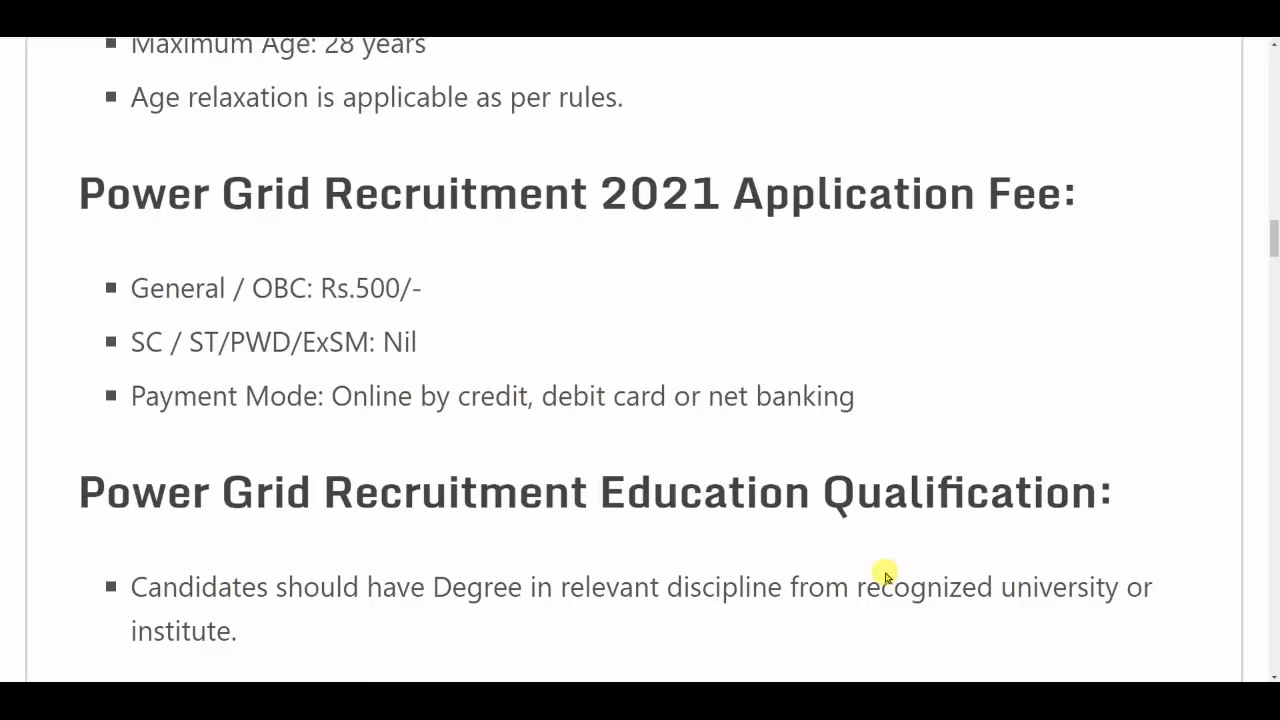 Maximum Age: 28 years
Age relaxation is applicable as per rules.
Power Grid Recruitment 2021 Application Fee:
General / OBC: Rs.500/-
SC / ST/PWD/ExSM: Nil
Payment Mode: Online by credit, debit card or net banking
Power Grid Recruitment Education Qualification:
Candidates should have Degree in relevant discipline from recognized university or
institute.